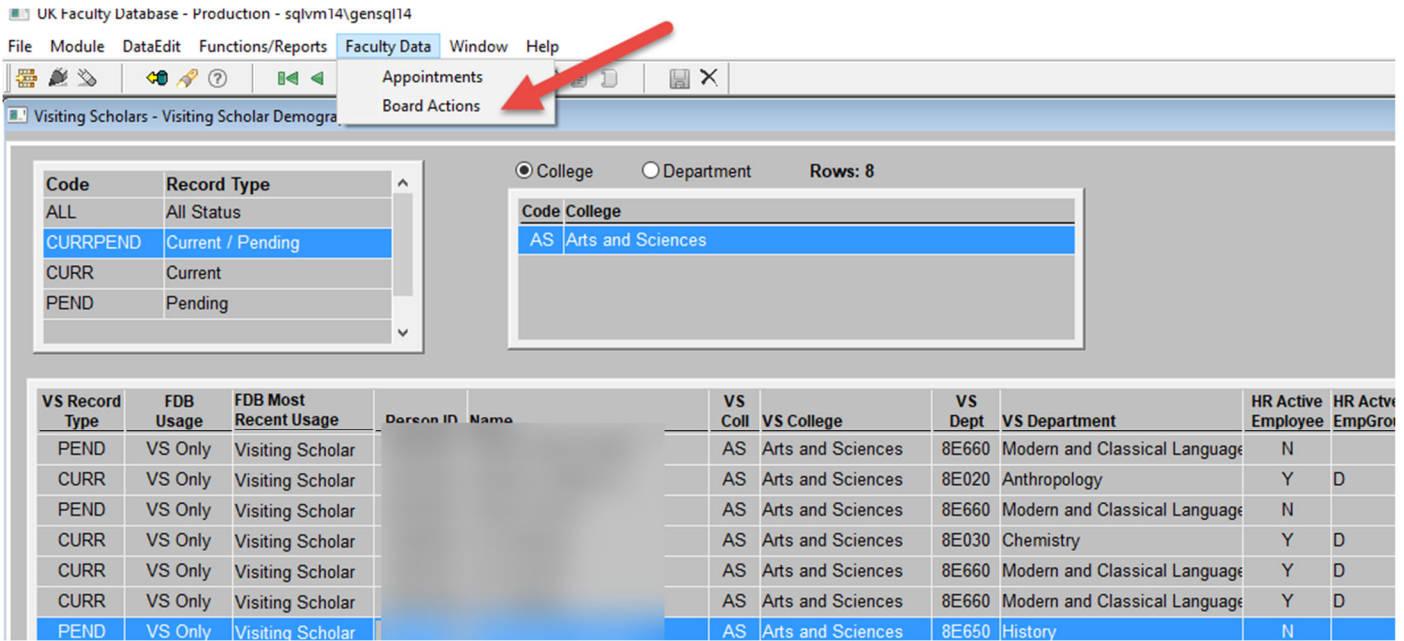 UK Faculty Database - Production - sqlvm14\gensql14
File Module DataEdit Functions/Reports Faculty Data Window Help
Appointments
Board Actions
Visiting Scholars - Visiting Scholar
College Department Rows: 8
Code Record Type
ALL All Status
CURRPEND Current / Pending
CURR Current
PEND Pending
Code College
AS Arts and Sciences
VS Record Type FDB Usage FDB Most Recent Usage Person ID Name VS Coll VS College VS Dept VS Department HR Active Employee HR Actve
PEND VS Only Visiting Scholar AS Arts and Sciences 8E660 Modern and Classical Language N
CURR VS Only Visiting Scholar AS Arts and Sciences 8E020 Anthropology Y D
PEND VS Only Visiting Scholar AS Arts and Sciences 8E660 Modern and Classical Language N
CURR VS Only Visiting Scholar AS Arts and Sciences 8E030 Chemistry Y D
CURR VS Only Visiting Scholar AS Arts and Sciences 8E660 Modern and Classical Language Y D
CURR VS Only Visiting Scholar AS Arts and Sciences 8E660 Modern and Classical Language Y D
PEND VS Only Visiting Scholar AS Arts and Sciences 8E650 History N